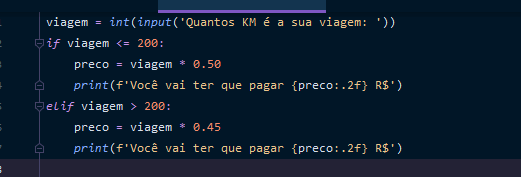 viagem = int(input('Quantos KM é a sua viagem: '))
if viagem <= 200:
preco = viagem * 0.50
print(f'Você vai ter que pagar {preco:.2f} R$')
elif viagem > 200:
preco = viagem * 0.45
print(f'Você vai ter que pagar {preco:.2f} R$')